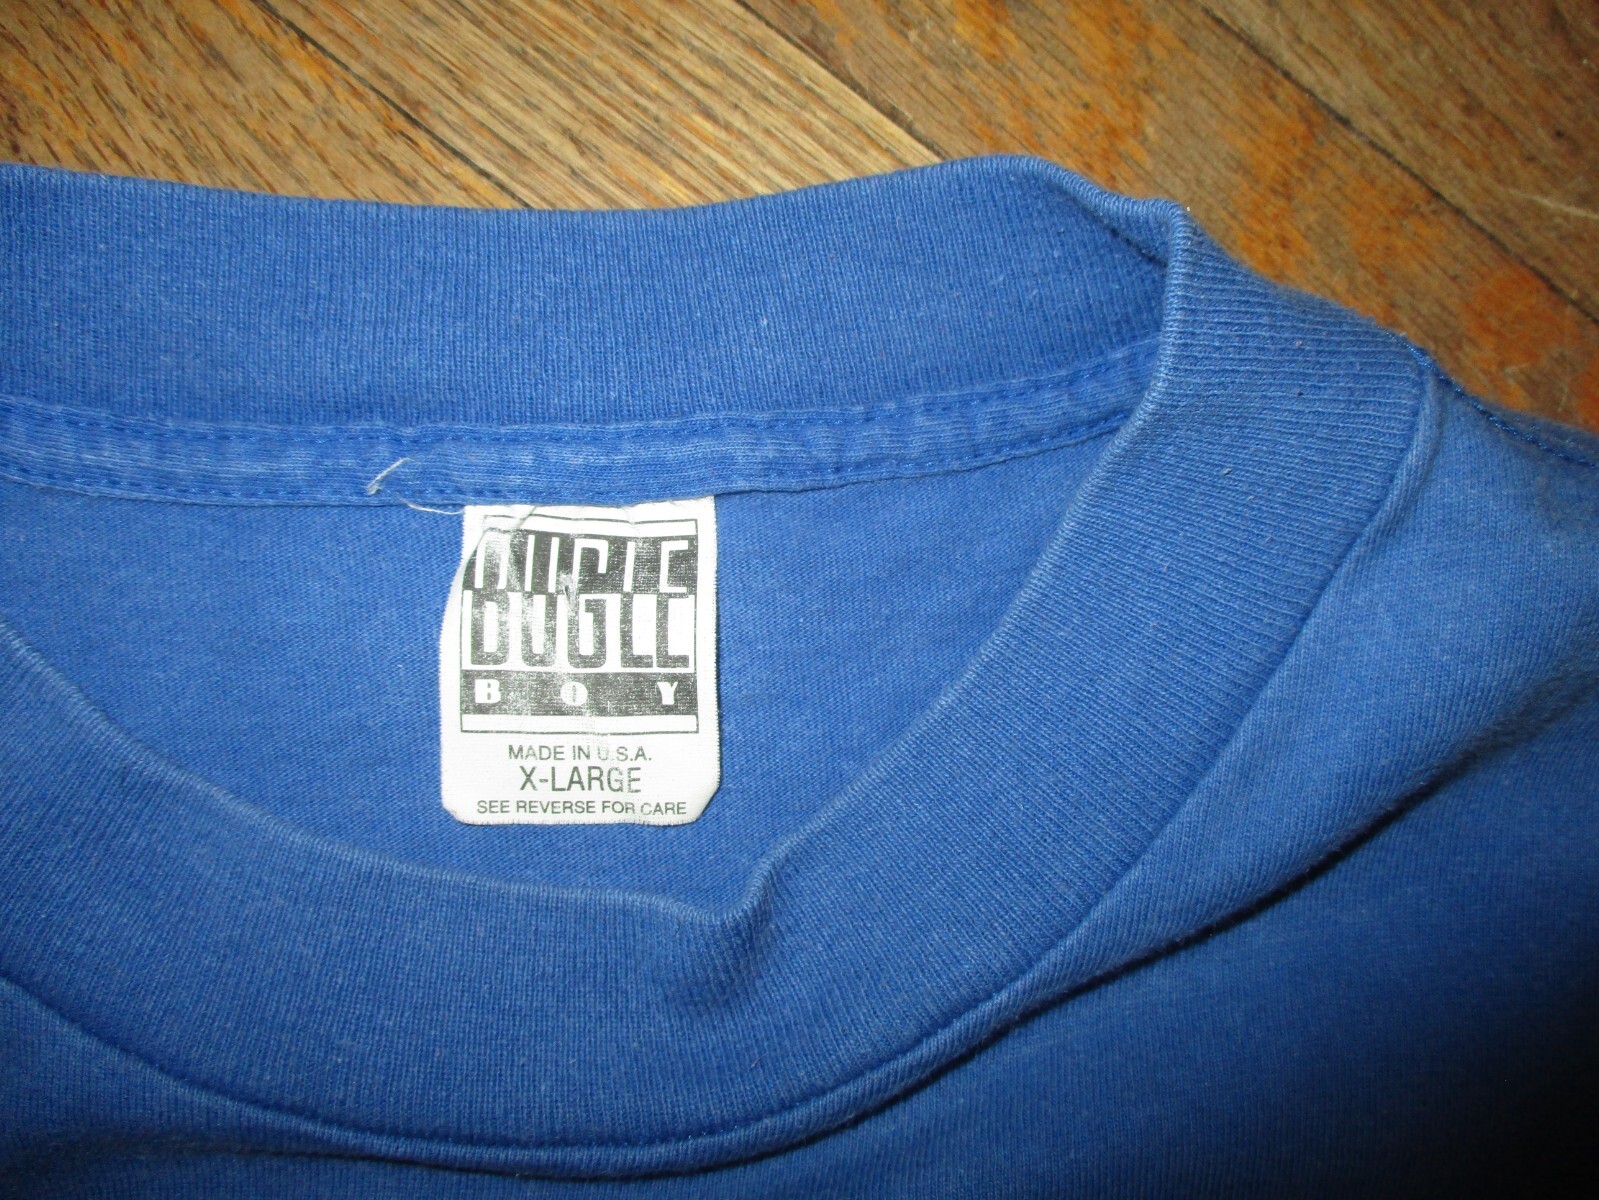 BUGLE
BOY
MADE IN U.S.A.
X-LARGE
SEE REVERSE FOR CARE